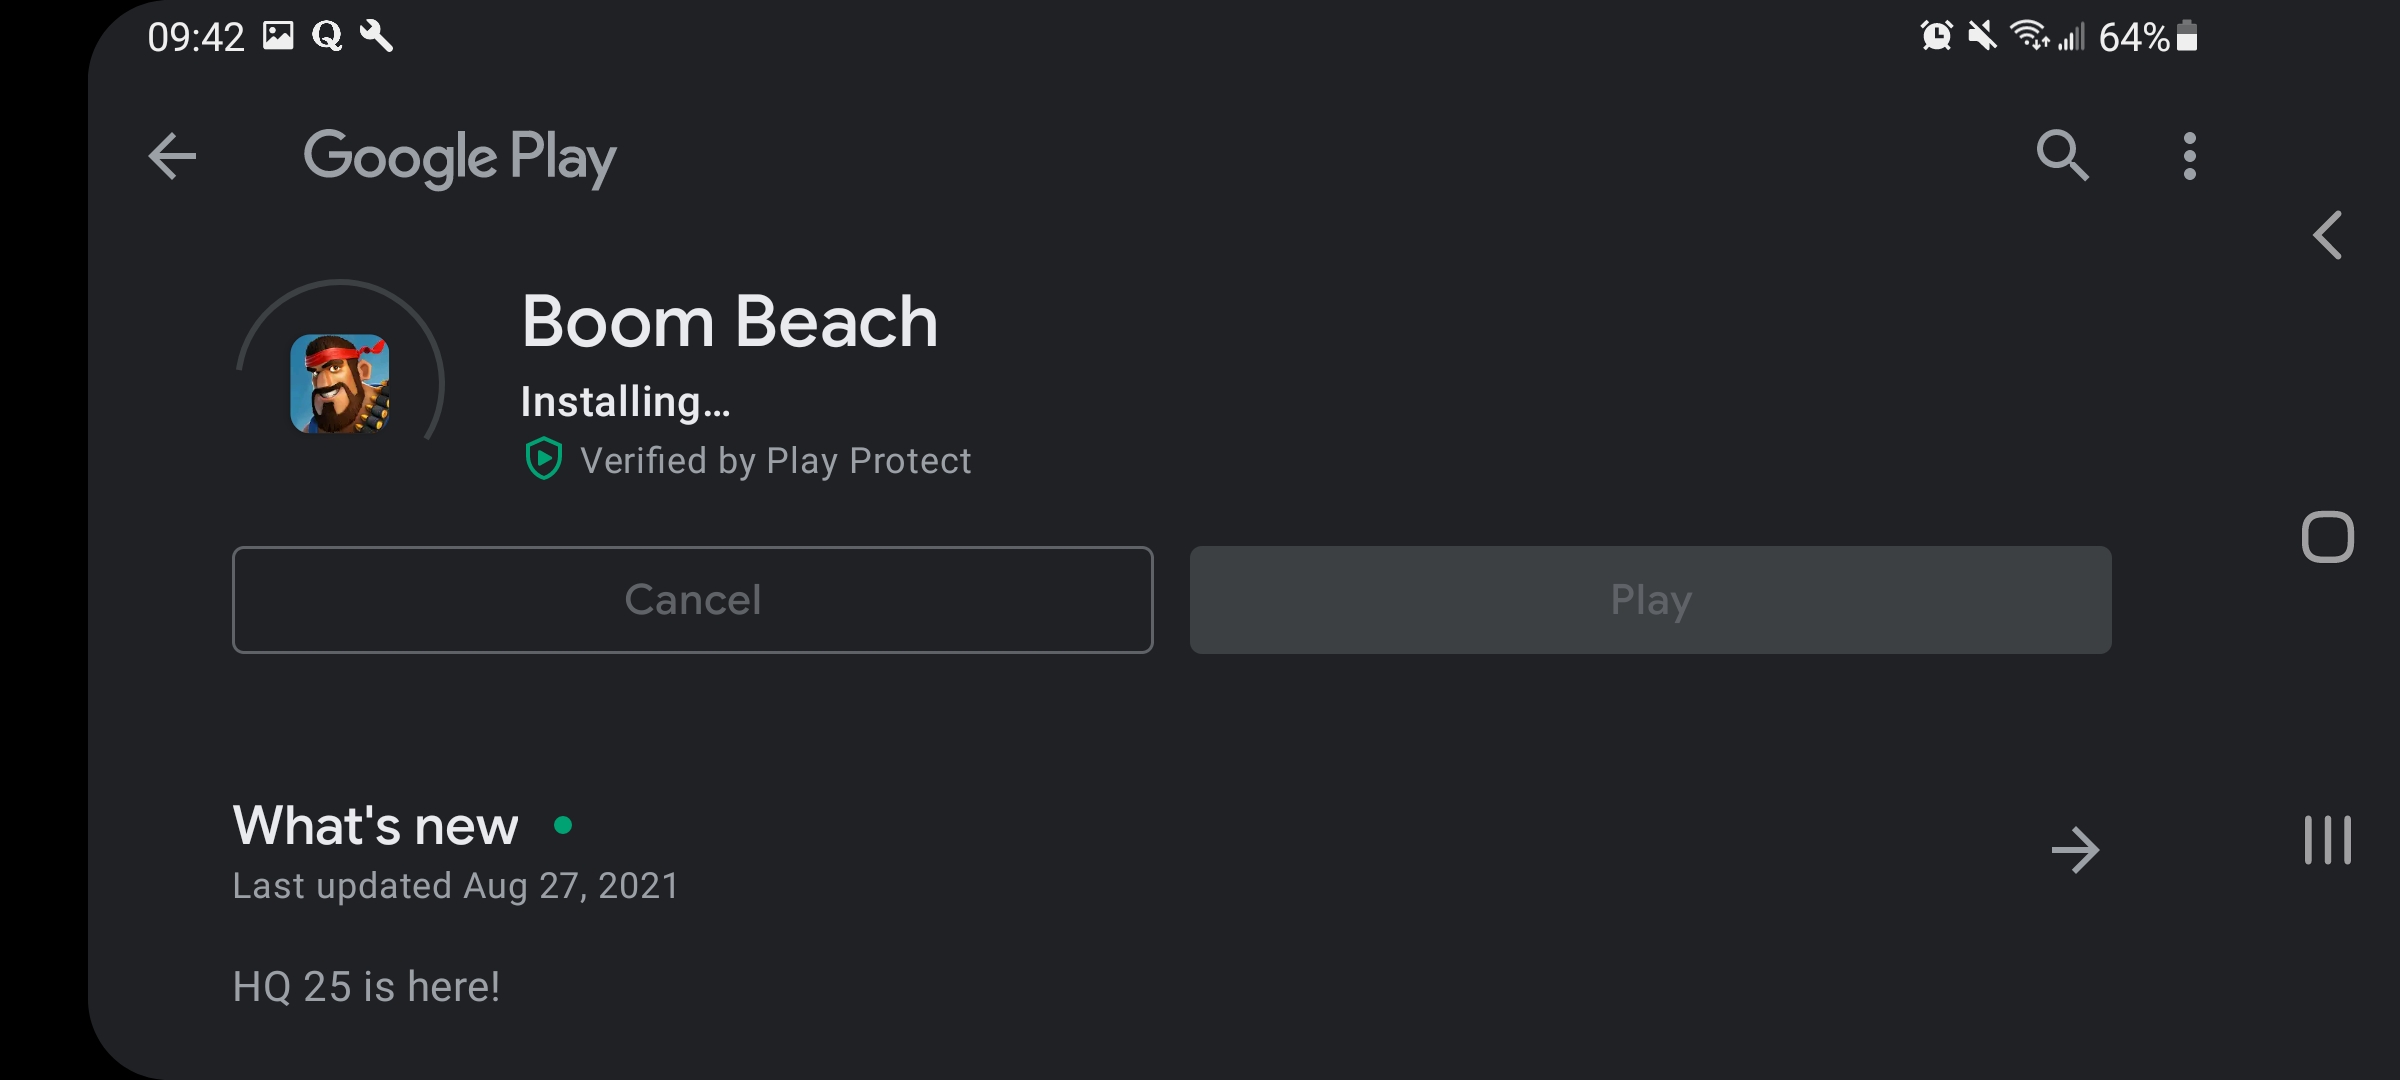 09:42
64%
Google Play
Boom Beach
Installing...
Verified by Play Protect
Cancel
Play
What's new
Last updated Aug 27, 2021
HQ 25 is here!